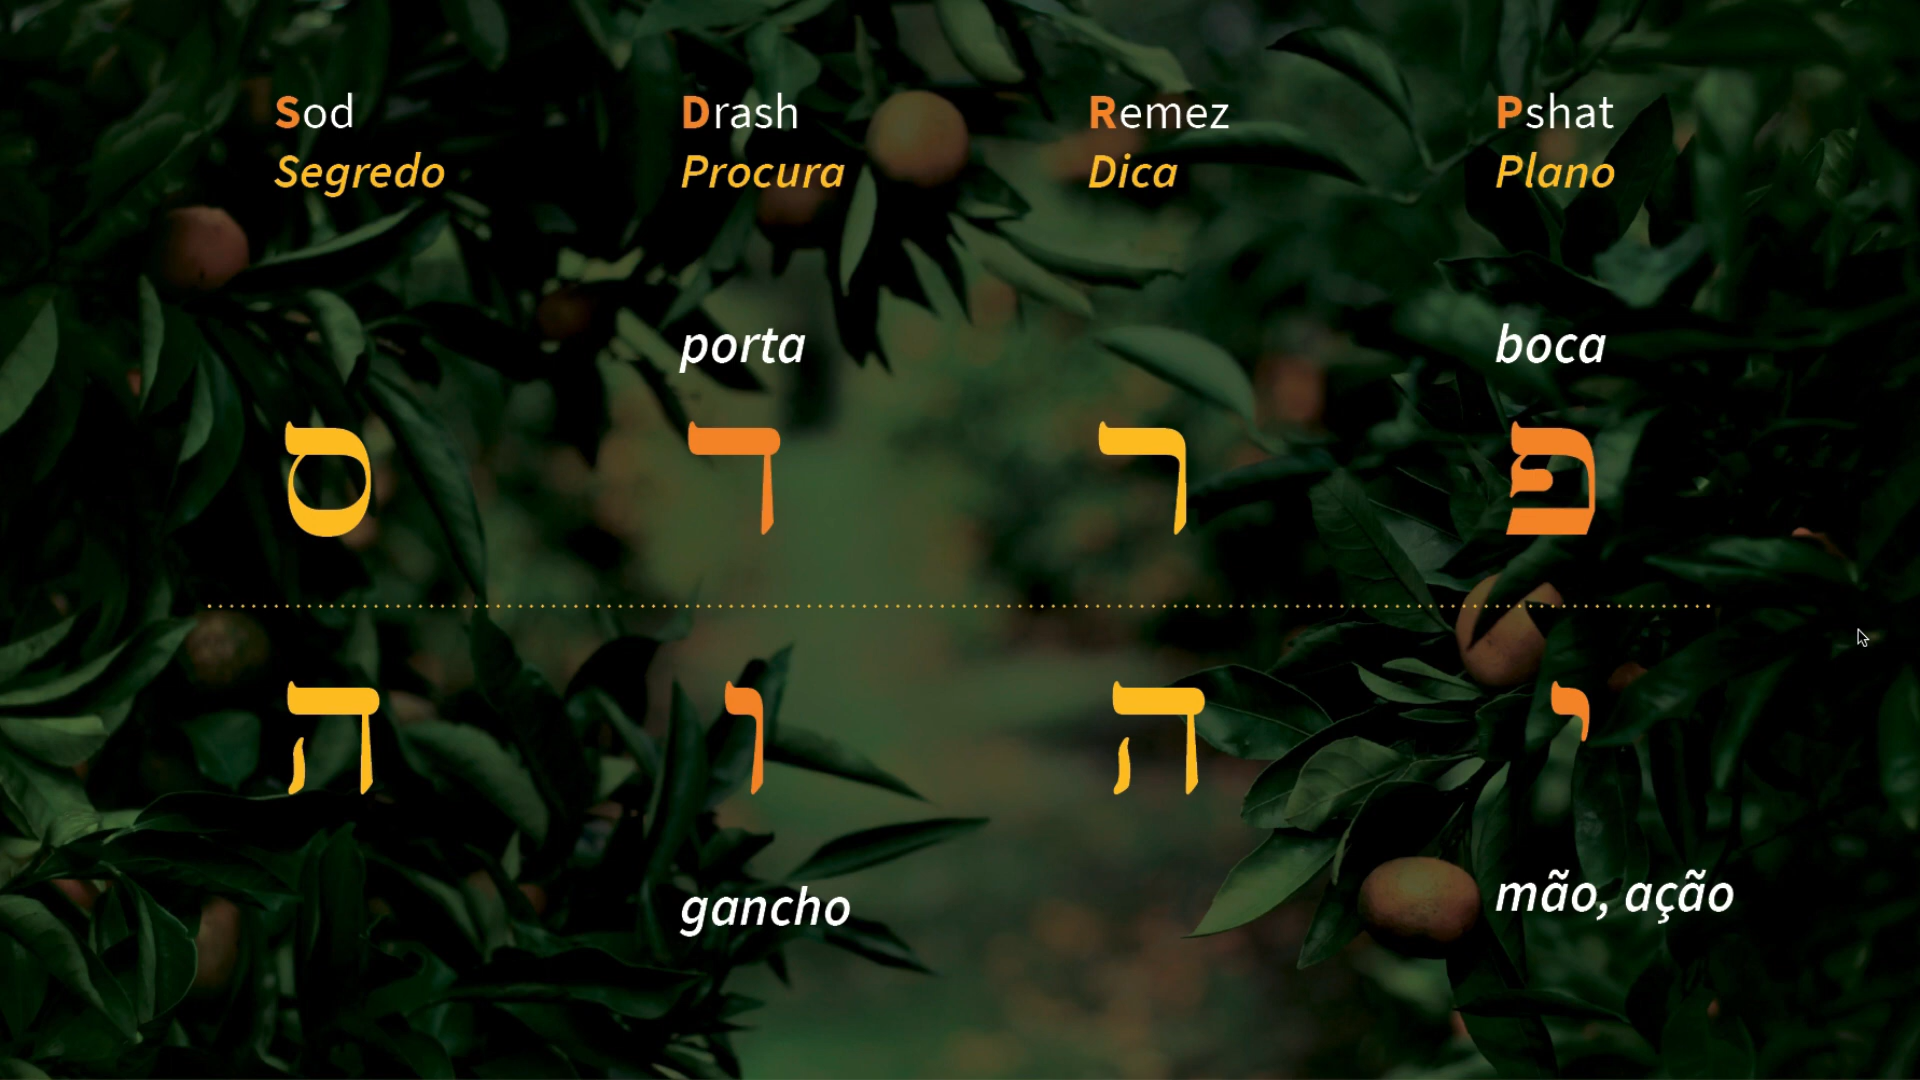 Sod Drash Remez Pshat
Segredo Procura Dica Plano
porta boca
ס ד ר פ
ה ו ה י
gancho mão, ação